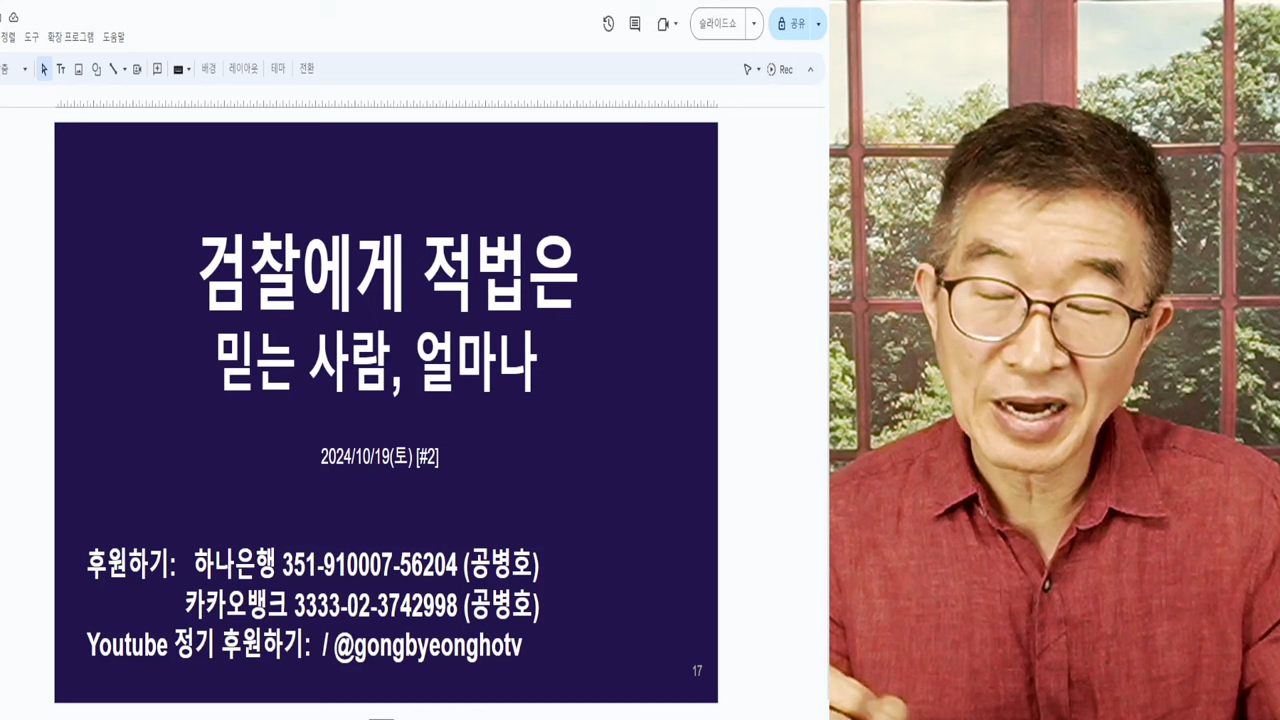 정렬 도구 확장 프로그램 도움말
슬라이드쇼
공유
배경 레이아웃 테마 전환
Rec
검찰에게 적법은
믿는 사람, 얼마나
2024/10/19(토) [#2]
후원하기: 하나은행 351-910007-56204 (공병호)
카카오뱅크 3333-02-3742998 (공병호)
Youtube 정기 후원하기: / @gongbyeonghotv
17